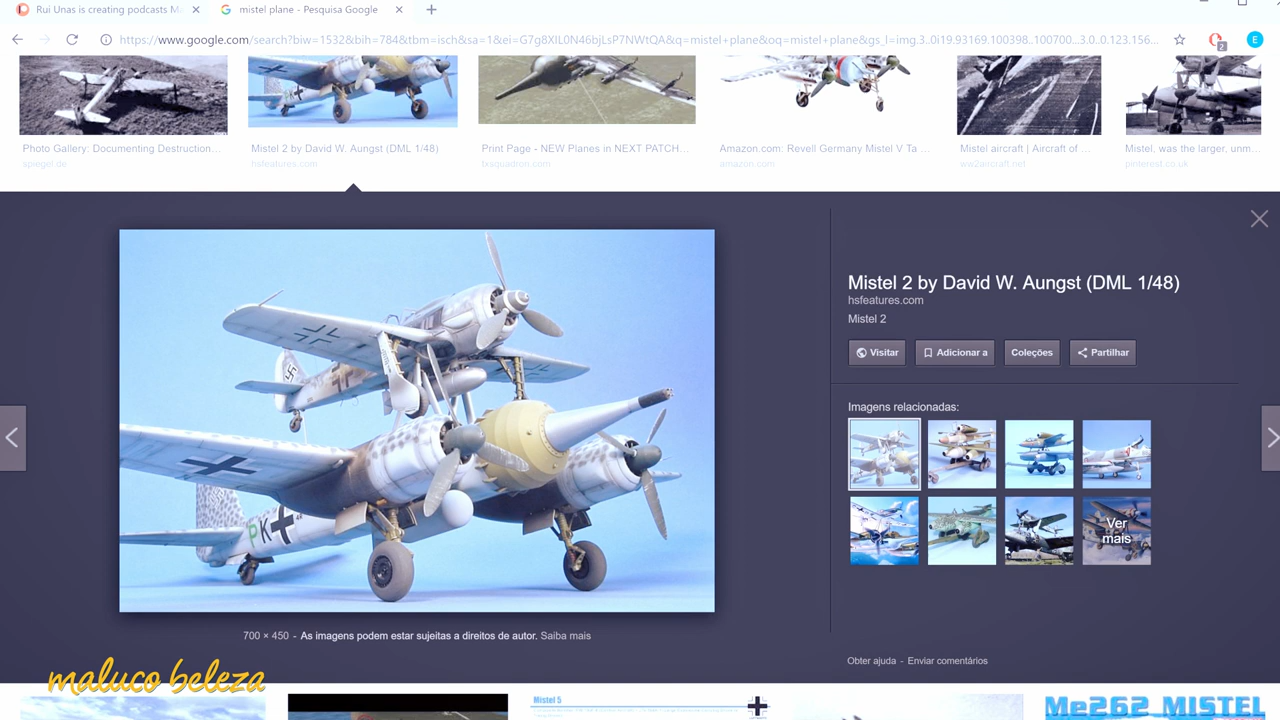 Rui Unas is creating podcasts Ma
mistel plane - Pesquisa Google
https://www.google.com/search?biw=1532&bih=784&tbm=isch&sa=1&ei=G7g8XIL0N46bjLsP7NWtQA&q=mistel+plane&oq=mistel+plane&gs_l=img.3..0i19.93169.100398..100700...3.0..0.123.156...
2
E
Photo Gallery: Documenting Destruction...
spiegel.de
Mistel 2 by David W. Aungst (DML 1/48)
hsfeatures.com
Print Page - NEW Planes in NEXT PATCH...
txsquadron.com
Amazon.com: Revell Germany Mistel V Ta ...
amazon.com
Mistel aircraft | Aircraft of ...
ww2aircraft.net
Mistel, was the larger, unm...
pinterest.co.uk
PK
Mistel 2 by David W. Aungst (DML 1/48)
hsfeatures.com
Mistel 2
Visitar
Adicionar a
Coleções
Partilhar
Imagens relacionadas:
Ver
mais
700 × 450 - As imagens podem estar sujeitas a direitos de autor. Saiba mais
Obter ajuda - Enviar comentários
maluco beleza
Mistel 5
Me262 MISTEL